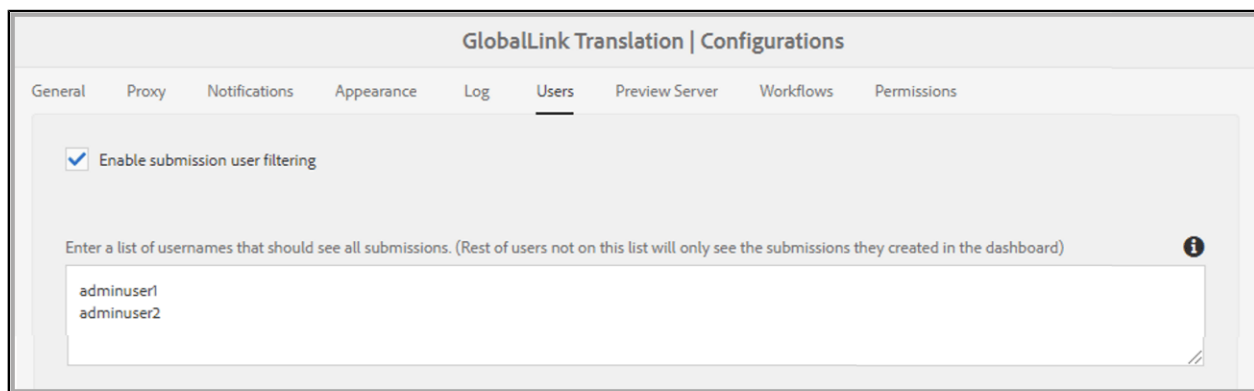 GlobalLink Translation | Configurations
General Proxy Notifications Appearance Log Users Preview Server Workflows Permissions
Enable submission user filtering
Enter a list of usernames that should see all submissions. (Rest of users not on this list will only see the submissions they created in the dashboard)
adminuser1
adminuser2